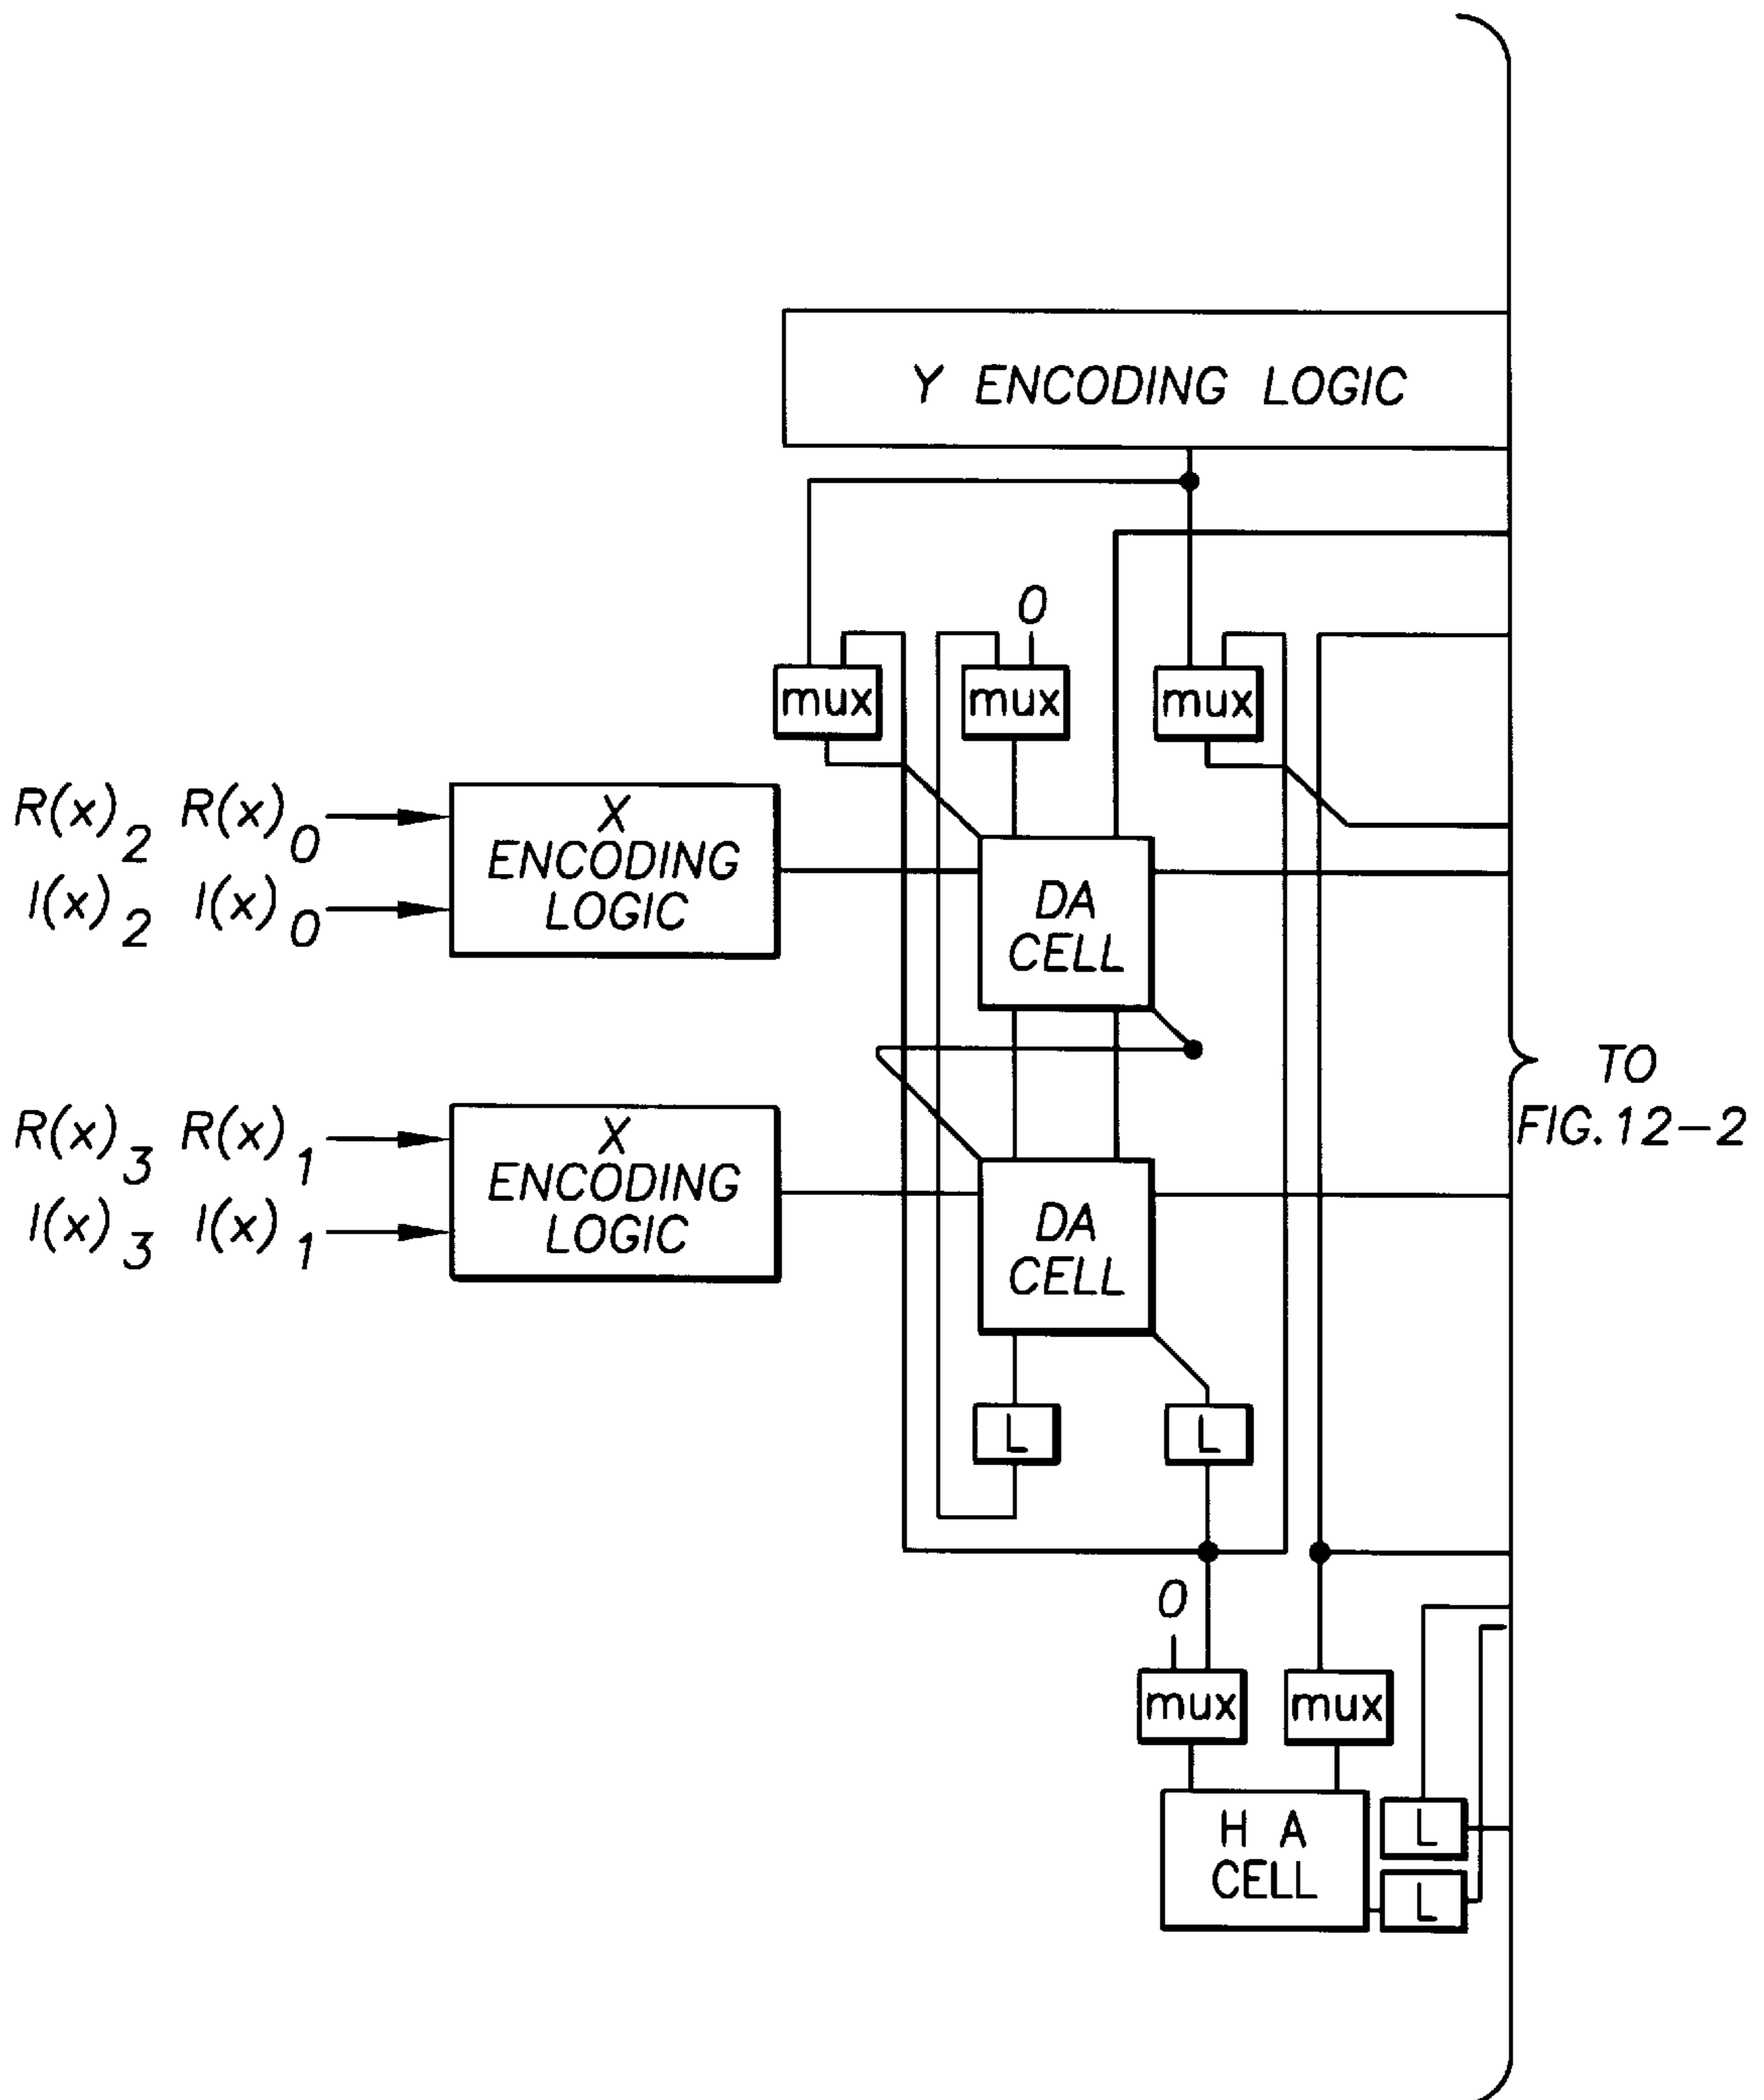 Y ENCODING LOGIC
0
mux
mux
mux
R(x)2 R(x)0
I(x)2 I(x)0
X
ENCODING
LOGIC
DA
CELL
R(x)3 R(x)1
I(x)3 I(x)1
X
ENCODING
LOGIC
DA
CELL
TO
FIG.12-2
L
L
0
mux
mux
H A
CELL
L
L